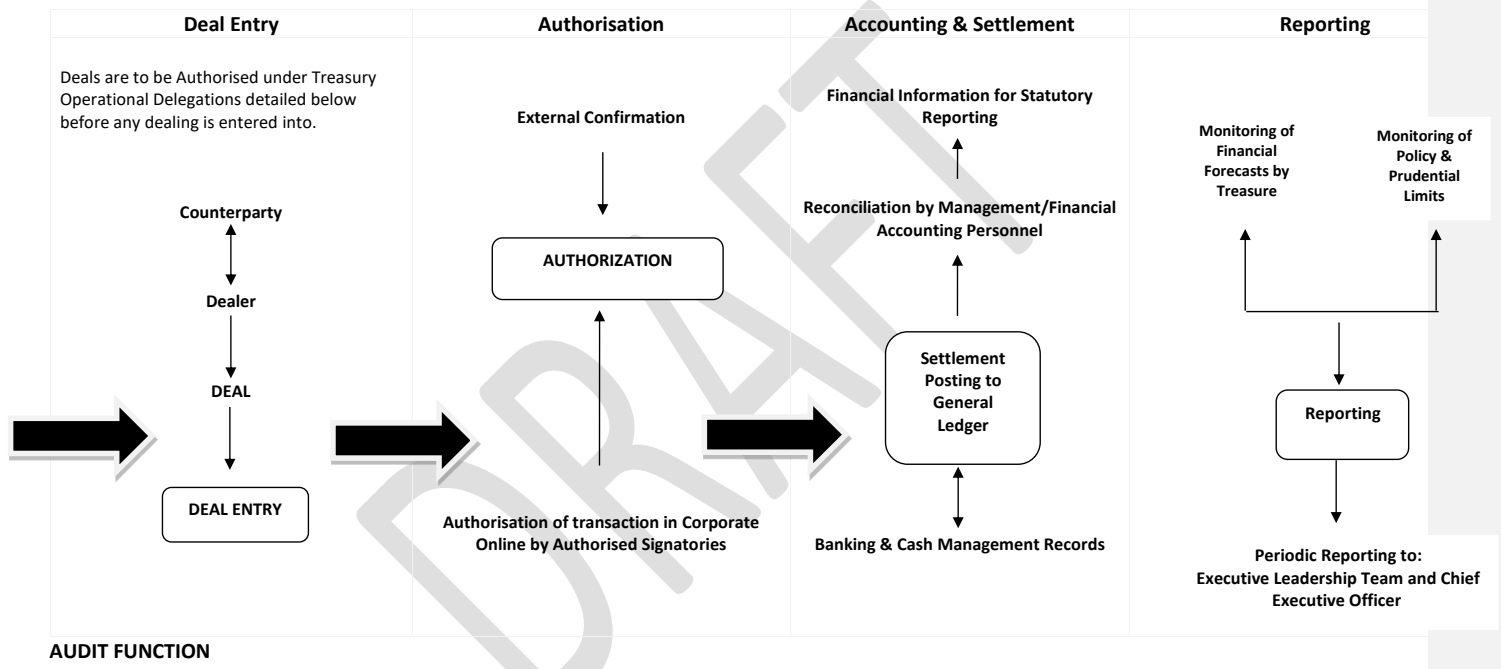 Deal Entry
Deals are to be Authorised under Treasury
Operational Delegations detailed below
before any dealing is entered into.
Counterparty
Dealer
DEAL
DEAL ENTRY
Authorisation
External Confirmation
AUTHORIZATION
Authorisation of transaction in Corporate
Online by Authorised Signatories
Accounting & Settlement
Financial Information for Statutory
Reporting
Reconciliation by Management/Financial
Accounting Personnel
Settlement
Posting to
General
Ledger
Banking & Cash Management Records
Reporting
Monitoring of
Financial
Forecasts by
Treasure
Monitoring of
Policy &
Prudential
Limits
Reporting
Periodic Reporting to:
Executive Leadership Team and Chief
Executive Officer
AUDIT FUNCTION
DRAFT